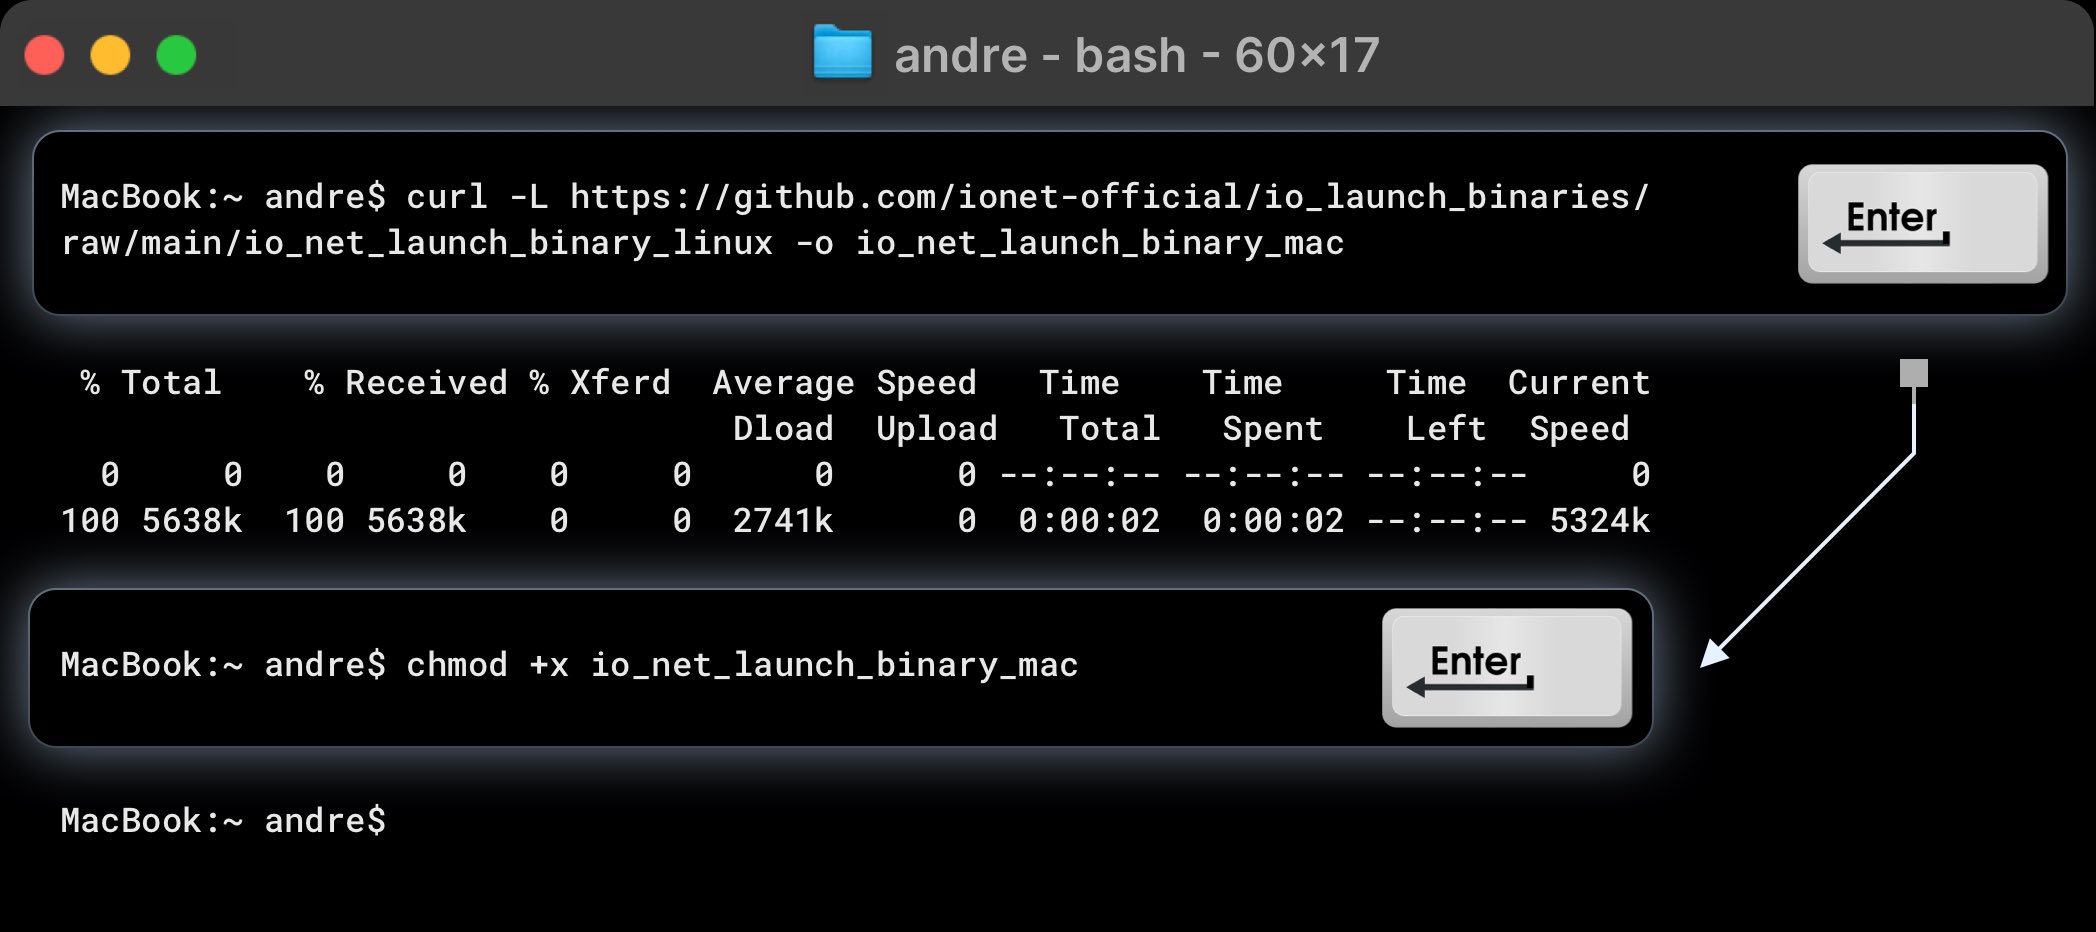 andre - bash - 60×17
MacBook:~ andre$ curl -L https://github.com/ionet-official/io_launch_binaries/
raw/main/io_net_launch_binary_linux -o io_net_launch_binary_mac
Enter
% Total % Received % Xferd Average Speed Time Time Time Current
Dload Upload Total Spent Left Speed
0 0 0 0 0 0 0 0 --:--:-- --:--:-- --:--:-- 0
100 5638k 100 5638k 0 0 2741k 0 0:00:02 0:00:02 --:--:-- 5324k
MacBook:~ andre$ chmod +x io_net_launch_binary_mac
Enter
MacBook:~ andre$